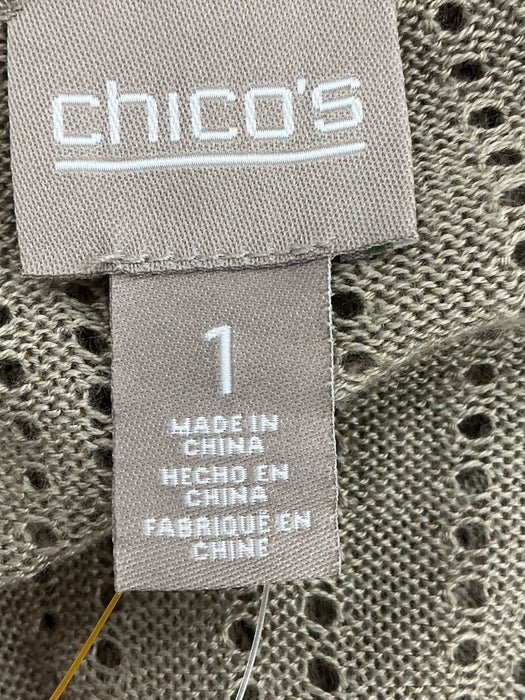 chico's
1
MADE IN
CHINA
HECHO EN
CHINA
FABRIQUÉ EN
CHINE